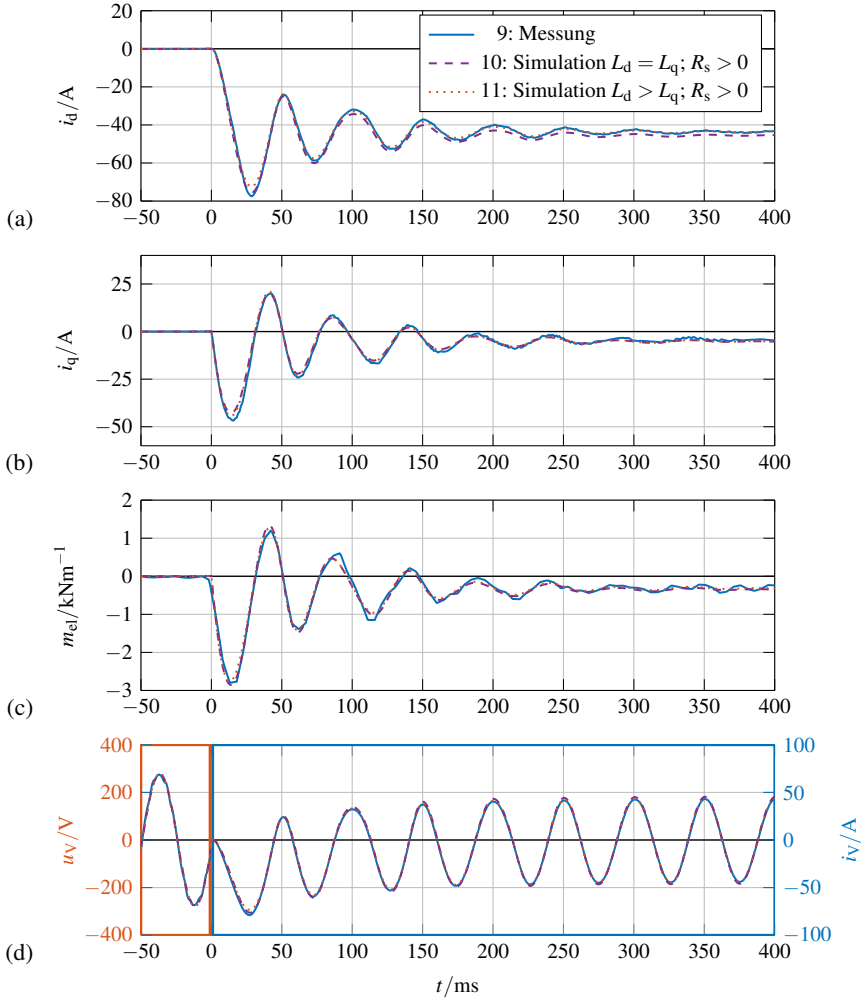 20
0
−20
−40
−60
−80
i_d/A
9: Messung
10: Simulation L_d = L_q; R_s > 0
11: Simulation L_d > L_q; R_s > 0
(a)
−50 0 50 100 150 200 250 300 350 400
25
0
−25
−50
i_q/A
(b)
−50 0 50 100 150 200 250 300 350 400
2
1
0
−1
−2
−3
m_el/kNm⁻¹
(c)
−50 0 50 100 150 200 250 300 350 400
400
200
0
−200
−400
u_V/V
100
50
0
−50
−100
i_V/A
(d)
−50 0 50 100 150 200 250 300 350 400
t/ms